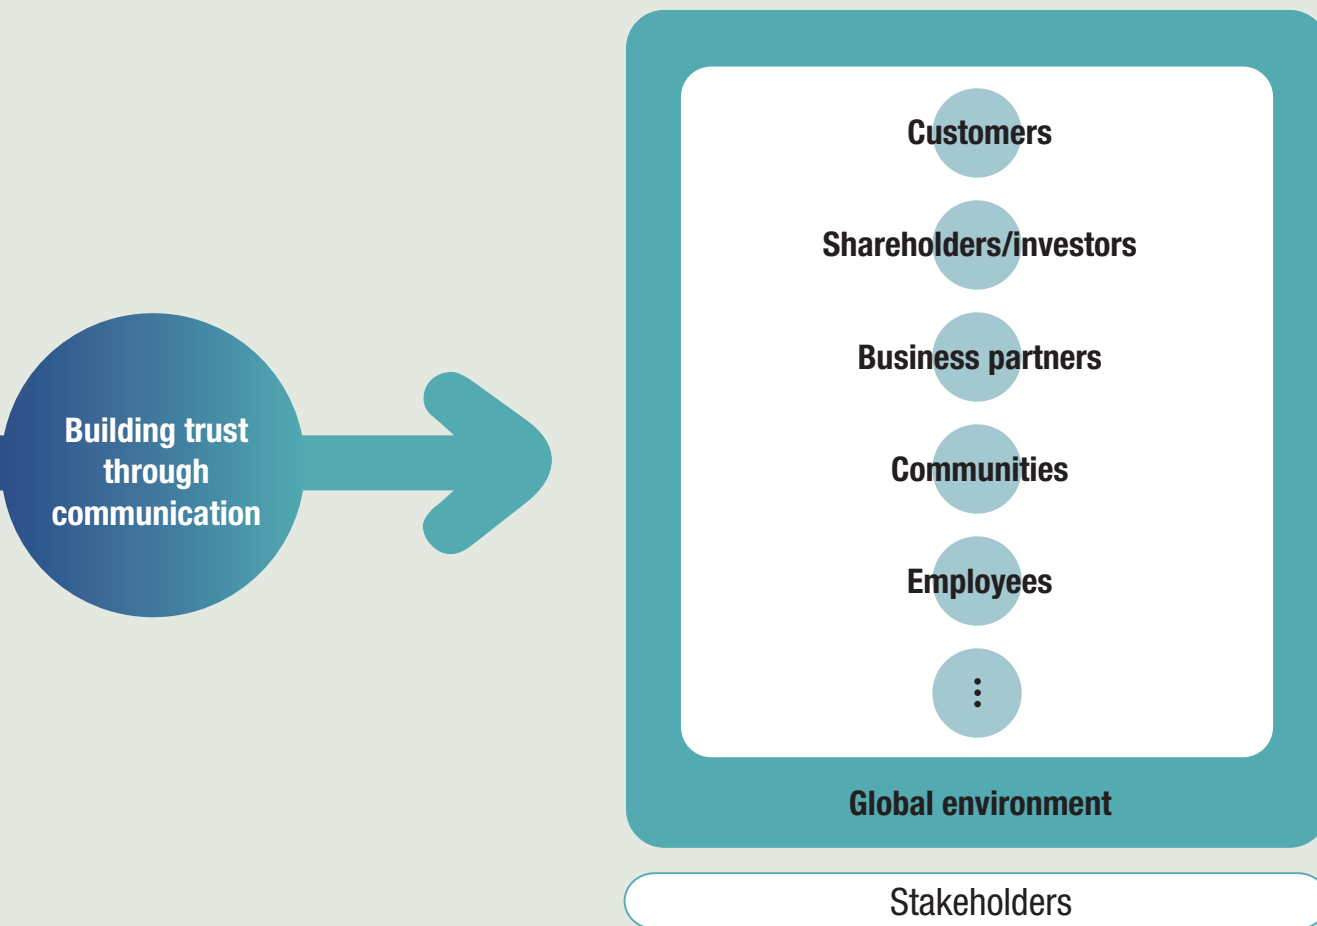 Building trust
through
communication
Customers
Shareholders/investors
Business partners
Communities
Employees
⋮
Global environment
Stakeholders